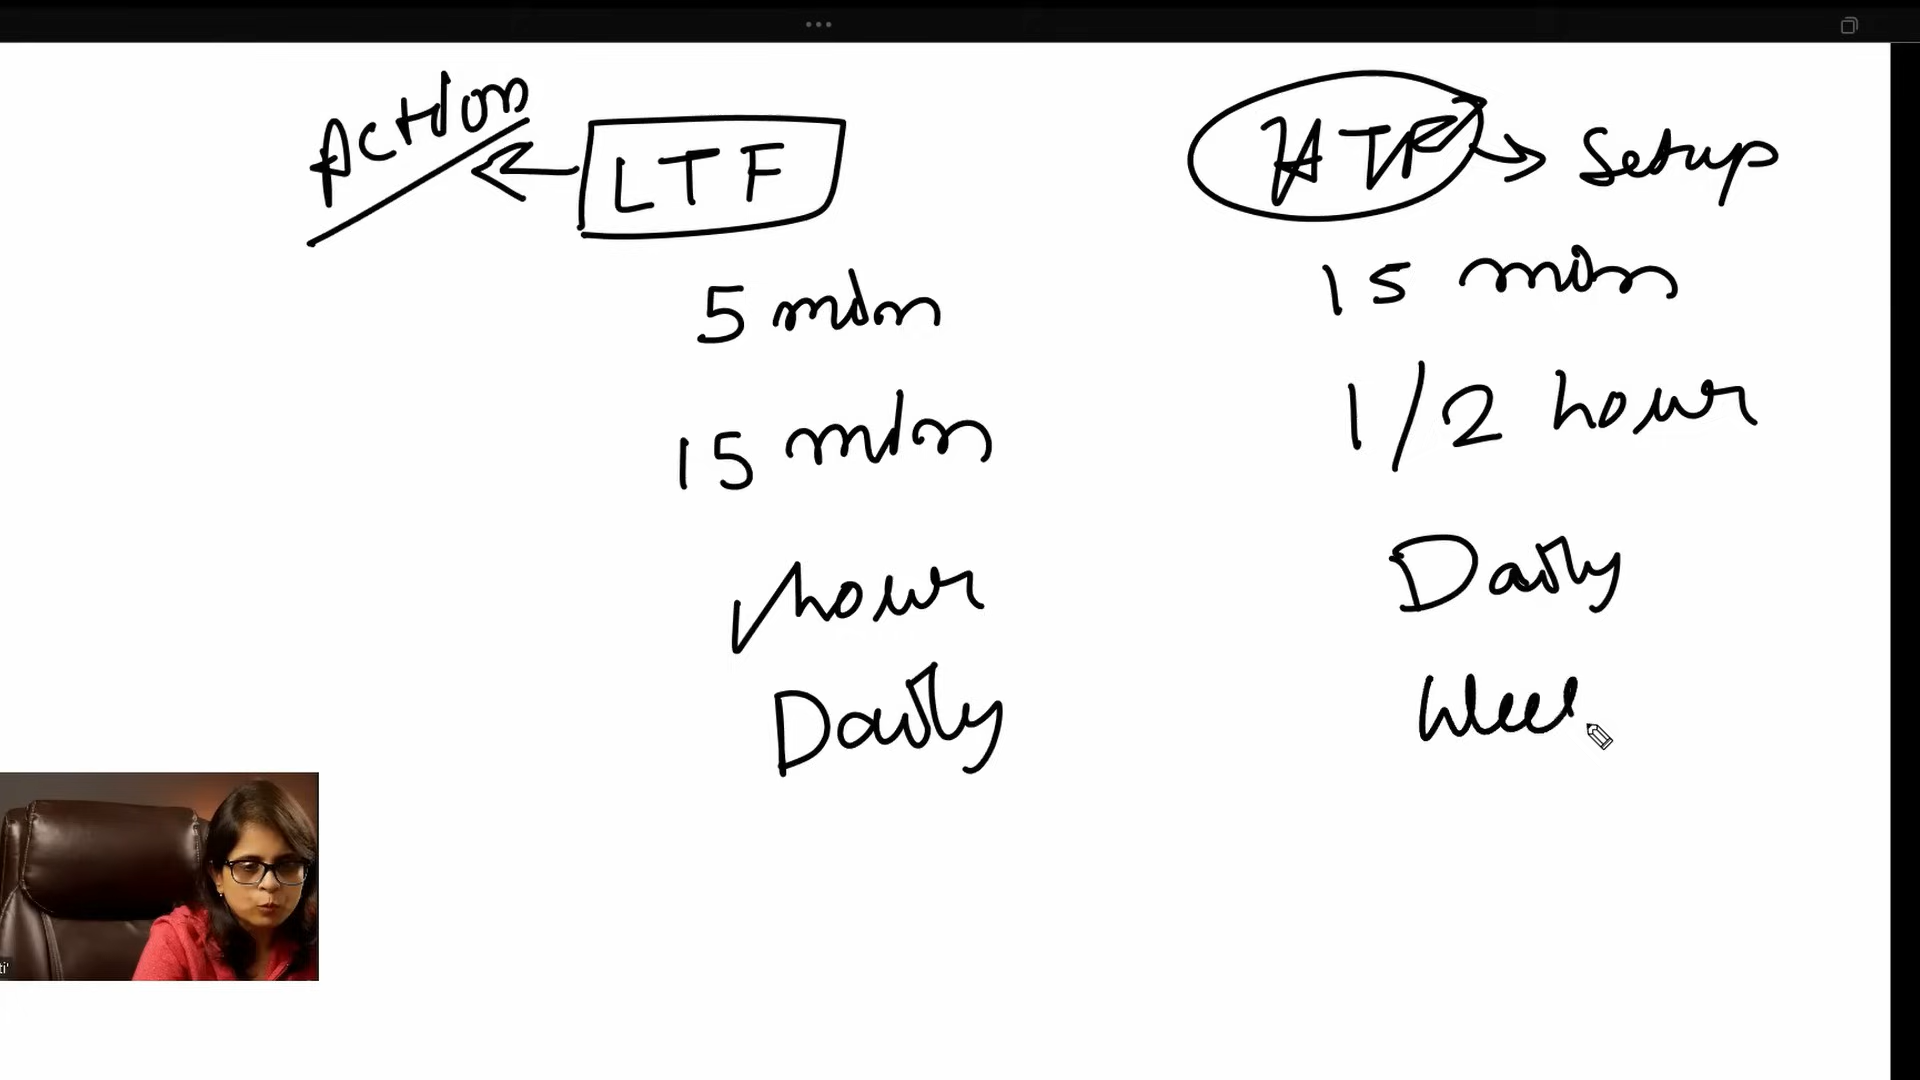 Action ← LTF
HTF → Setup
5 min
15 min
15 min
1/2 hour
hour
Daily
Daily
Week